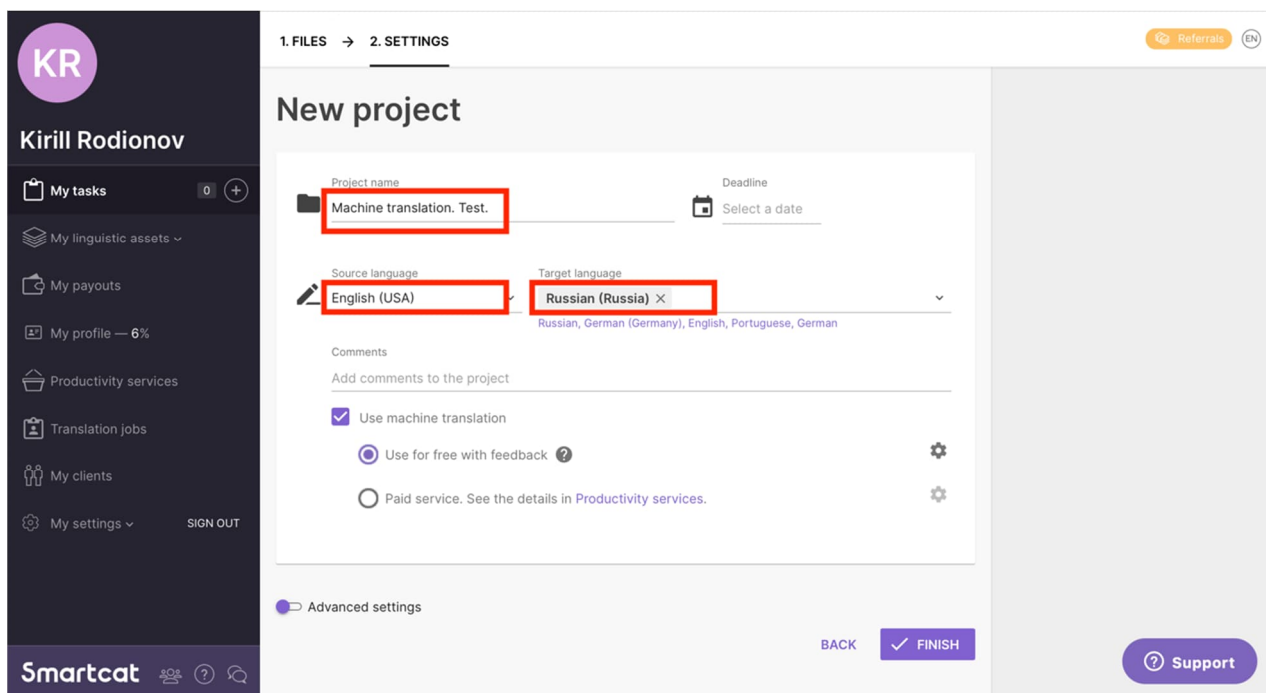 KR
Kirill Rodionov
My tasks 0 +
My linguistic assets
My payouts
My profile — 6%
Productivity services
Translation jobs
My clients
My settings SIGN OUT
Smartcat ?
1. FILES → 2. SETTINGS
Referrals EN
New project
Project name Deadline
Machine translation. Test. Select a date
Source language Target language
English (USA) Russian (Russia) ×
Russian, German (Germany), English, Portuguese, German
Comments
Add comments to the project
Use machine translation
Use for free with feedback ?
Paid service. See the details in Productivity services.
Advanced settings
BACK FINISH
? Support